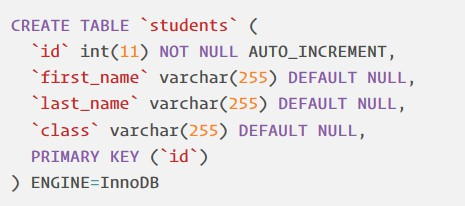 CREATE TABLE `students` (
  `id` int(11) NOT NULL AUTO_INCREMENT,
  `first_name` varchar(255) DEFAULT NULL,
  `last_name` varchar(255) DEFAULT NULL,
  `class` varchar(255) DEFAULT NULL,
  PRIMARY KEY (`id`)
) ENGINE=InnoDB